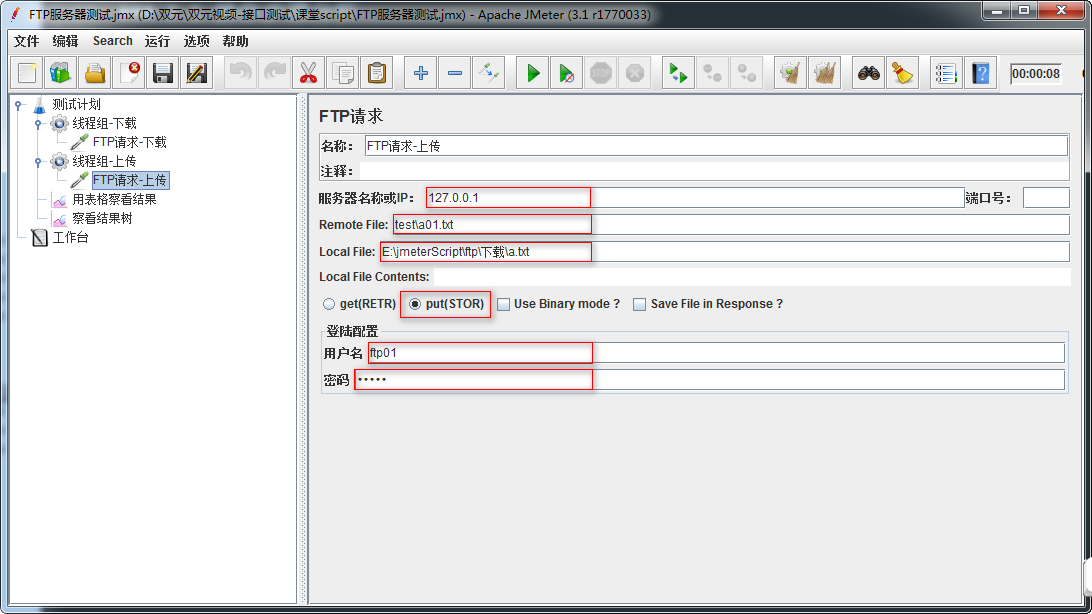 FTP服务器测试.jmx (D:\双元\双元视频-接口测试\课堂script\FTP服务器测试.jmx) - Apache JMeter (3.1 r1770033)
文件 编辑 Search 运行 选项 帮助
STOP
00:00:08
测试计划
线程组-下载
FTP请求-下载
线程组-上传
FTP请求-上传
用表格察看结果
察看结果树
工作台
FTP请求
名称： FTP请求-上传
注释：
服务器名称或IP： 127.0.0.1 端口号：
Remote File: test\a01.txt
Local File: E:\jmeterScript\ftp\下载\a.txt
Local File Contents:
get(RETR) put(STOR) Use Binary mode ? Save File in Response ?
登陆配置
用户名 ftp01
密码 •••••